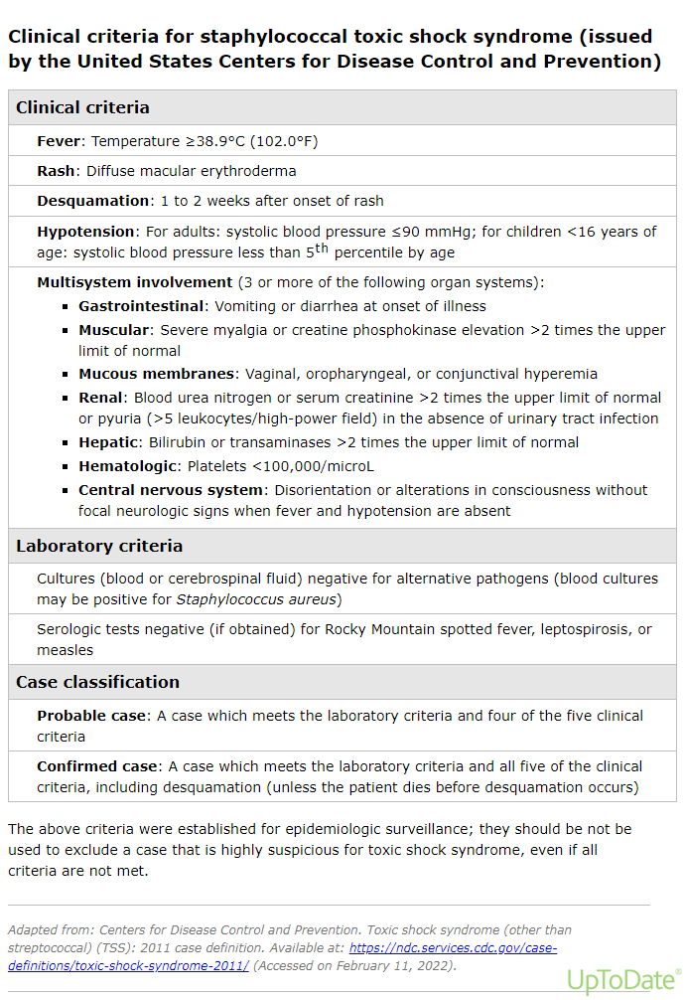 Clinical criteria for staphylococcal toxic shock syndrome (issued
by the United States Centers for Disease Control and Prevention)
Clinical criteria
Fever: Temperature ≥38.9°C (102.0°F)
Rash: Diffuse macular erythroderma
Desquamation: 1 to 2 weeks after onset of rash
Hypotension: For adults: systolic blood pressure ≤90 mmHg; for children <16 years of
age: systolic blood pressure less than 5th percentile by age
Multisystem involvement (3 or more of the following organ systems):
▪ Gastrointestinal: Vomiting or diarrhea at onset of illness
▪ Muscular: Severe myalgia or creatine phosphokinase elevation >2 times the upper
limit of normal
▪ Mucous membranes: Vaginal, oropharyngeal, or conjunctival hyperemia
▪ Renal: Blood urea nitrogen or serum creatinine >2 times the upper limit of normal
or pyuria (>5 leukocytes/high-power field) in the absence of urinary tract infection
▪ Hepatic: Bilirubin or transaminases >2 times the upper limit of normal
▪ Hematologic: Platelets <100,000/microL
▪ Central nervous system: Disorientation or alterations in consciousness without
focal neurologic signs when fever and hypotension are absent
Laboratory criteria
Cultures (blood or cerebrospinal fluid) negative for alternative pathogens (blood cultures
may be positive for Staphylococcus aureus)
Serologic tests negative (if obtained) for Rocky Mountain spotted fever, leptospirosis, or
measles
Case classification
Probable case: A case which meets the laboratory criteria and four of the five clinical
criteria
Confirmed case: A case which meets the laboratory criteria and all five of the clinical
criteria, including desquamation (unless the patient dies before desquamation occurs)
The above criteria were established for epidemiologic surveillance; they should be not be
used to exclude a case that is highly suspicious for toxic shock syndrome, even if all
criteria are not met.
Adapted from: Centers for Disease Control and Prevention. Toxic shock syndrome (other than
streptococcal) (TSS): 2011 case definition. Available at: https://ndc.services.cdc.gov/case-
definitions/toxic-shock-syndrome-2011/ (Accessed on February 11, 2022).
UpToDate®